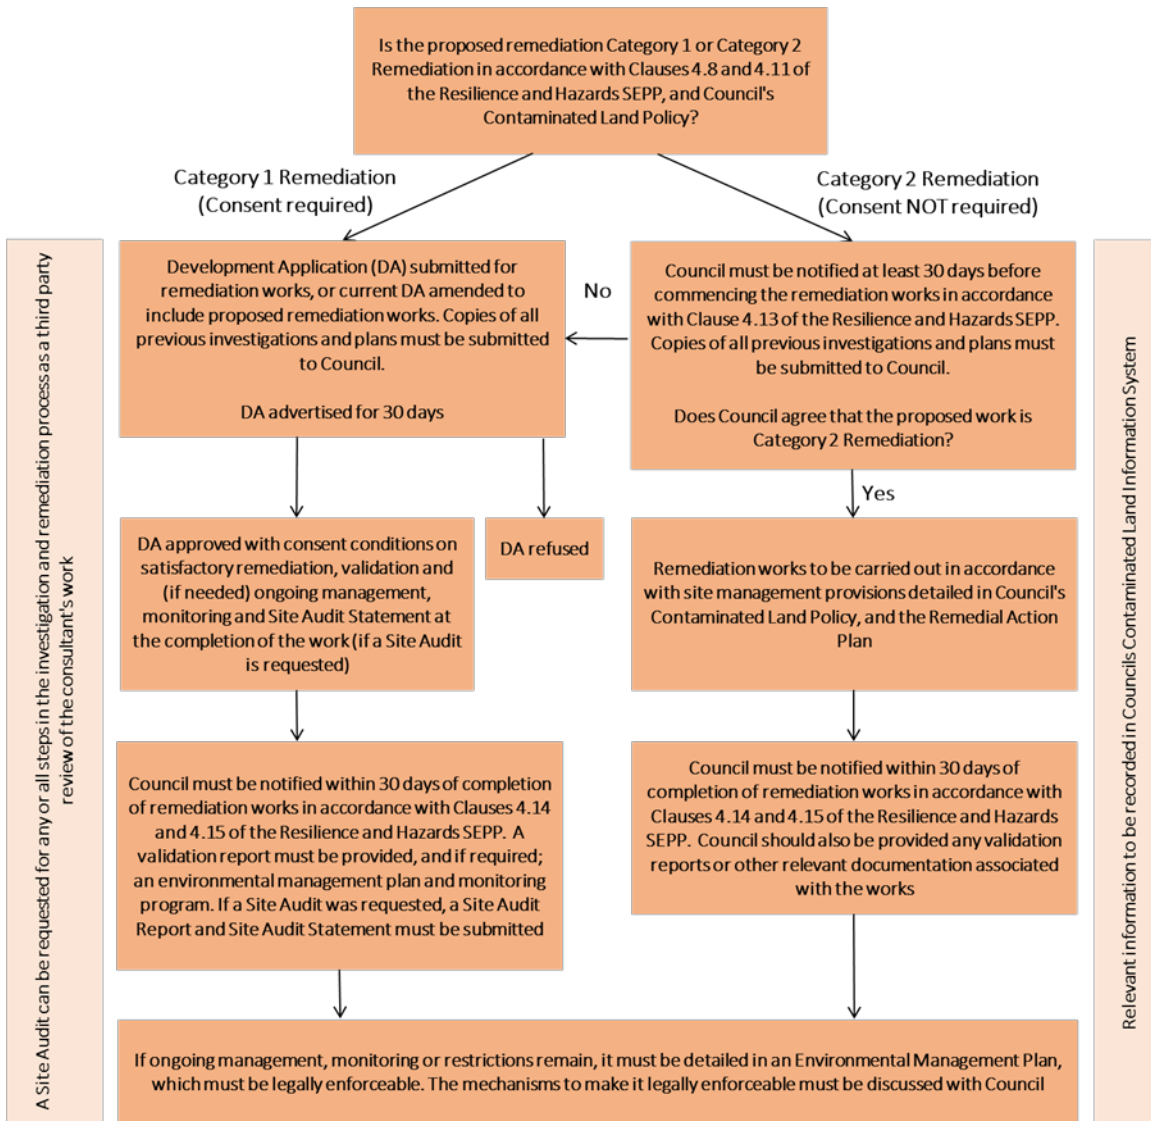 Is the proposed remediation Category 1 or Category 2
Remediation in accordance with Clauses 4.8 and 4.11 of
the Resilience and Hazards SEPP, and Council's
Contaminated Land Policy?
Category 1 Remediation
(Consent required)
Category 2 Remediation
(Consent NOT required)
A Site Audit can be requested for any or all steps in the investigation and remediation process as a third party
review of the consultant's work
Development Application (DA) submitted for
remediation works, or current DA amended to
include proposed remediation works. Copies of all
previous investigations and plans must be submitted
to Council.
DA advertised for 30 days
No
Council must be notified at least 30 days before
commencing the remediation works in accordance
with Clause 4.13 of the Resilience and Hazards SEPP.
Copies of all previous investigations and plans must
be submitted to Council.
Does Council agree that the proposed work is
Category 2 Remediation?
Yes
DA approved with consent conditions on
satisfactory remediation, validation and
(if needed) ongoing management,
monitoring and Site Audit Statement at
the completion of the work (if a Site Audit
is requested)
DA refused
Remediation works to be carried out in accordance
with site management provisions detailed in Council's
Contaminated Land Policy, and the Remedial Action
Plan
Council must be notified within 30 days of completion
of remediation works in accordance with Clauses 4.14
and 4.15 of the Resilience and Hazards SEPP. A
validation report must be provided, and if required;
an environmental management plan and monitoring
program. If a Site Audit was requested, a Site Audit
Report and Site Audit Statement must be submitted
Council must be notified within 30 days of
completion of remediation works in accordance with
Clauses 4.14 and 4.15 of the Resilience and Hazards
SEPP. Council should also be provided any validation
reports or other relevant documentation associated
with the works
If ongoing management, monitoring or restrictions remain, it must be detailed in an Environmental Management Plan,
which must be legally enforceable. The mechanisms to make it legally enforceable must be discussed with Council
Relevant information to be recorded in Councils Contaminated Land Information System